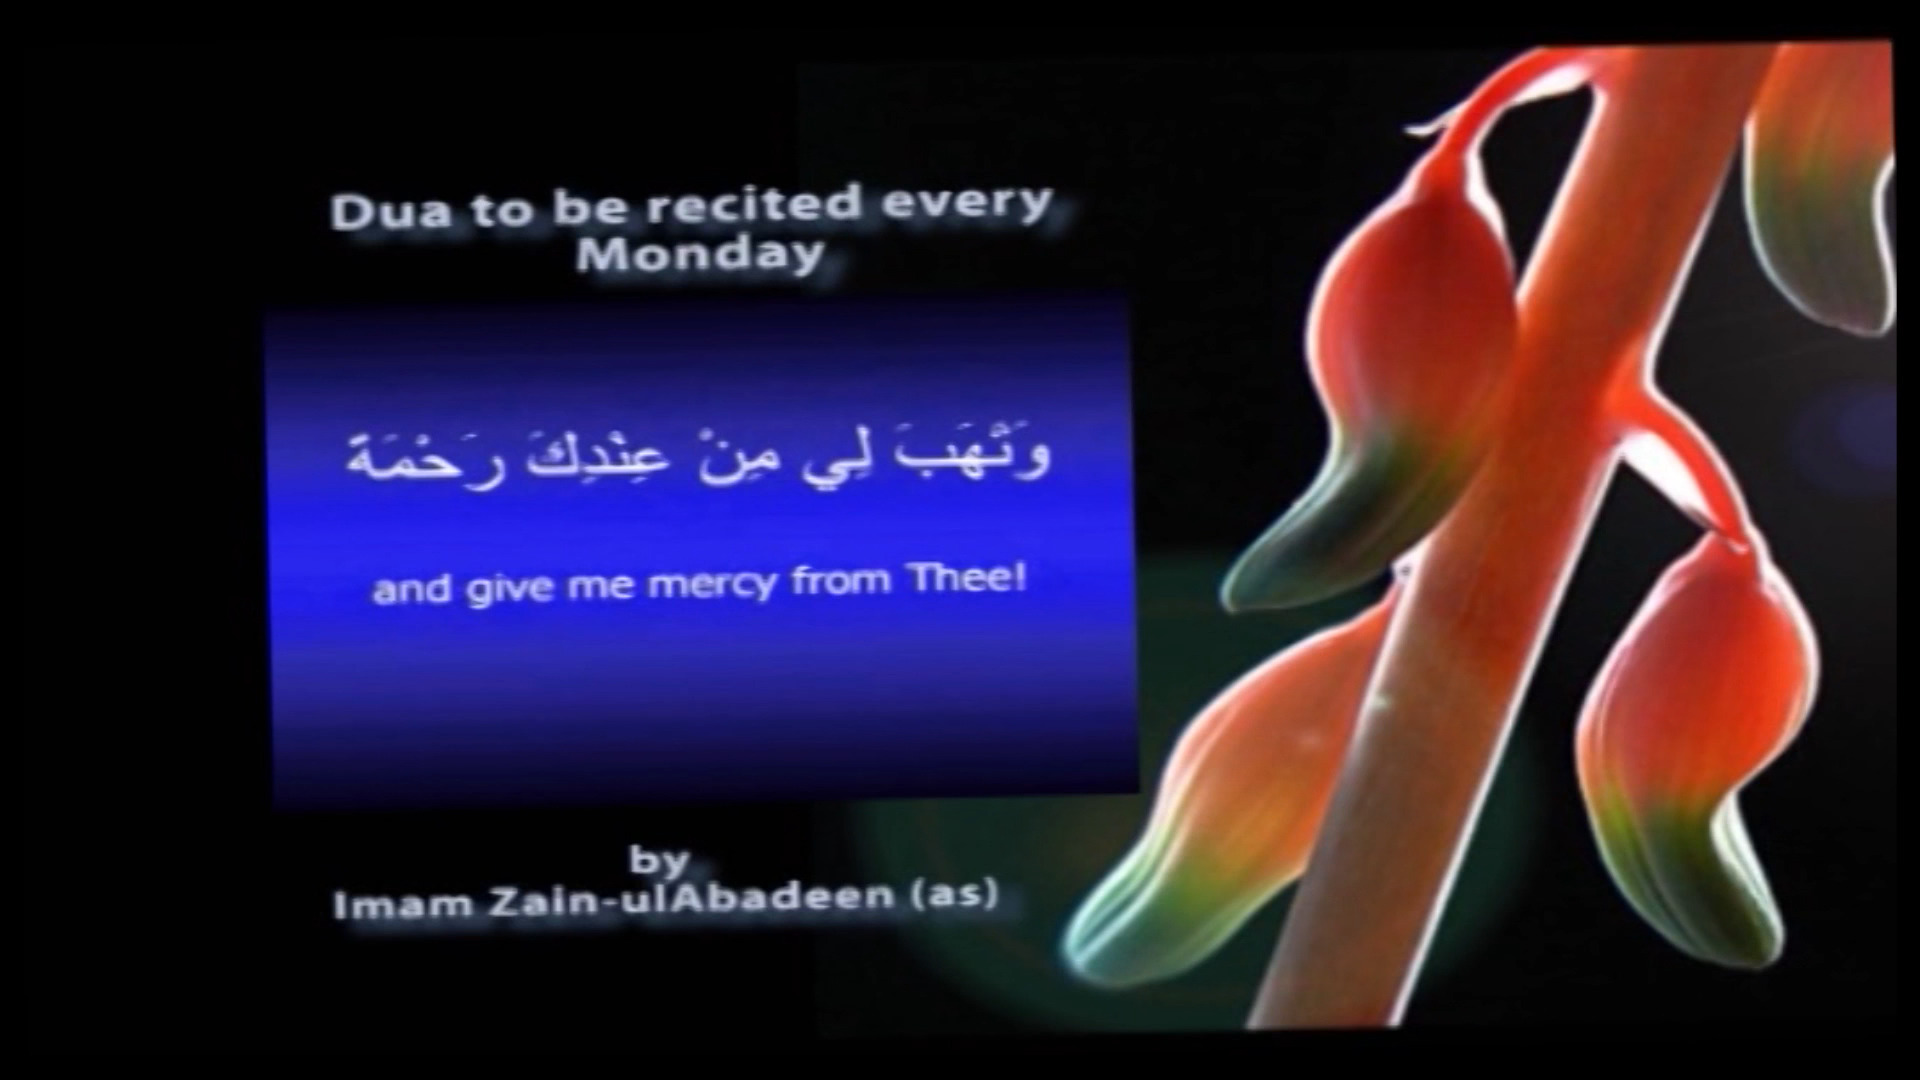 Dua to be recited every
Monday
وَتَهَبَ لِي مِنْ عِنْدِكَ رَحْمَةً
and give me mercy from Thee!
by
Imam Zain-ulAbadeen (as)